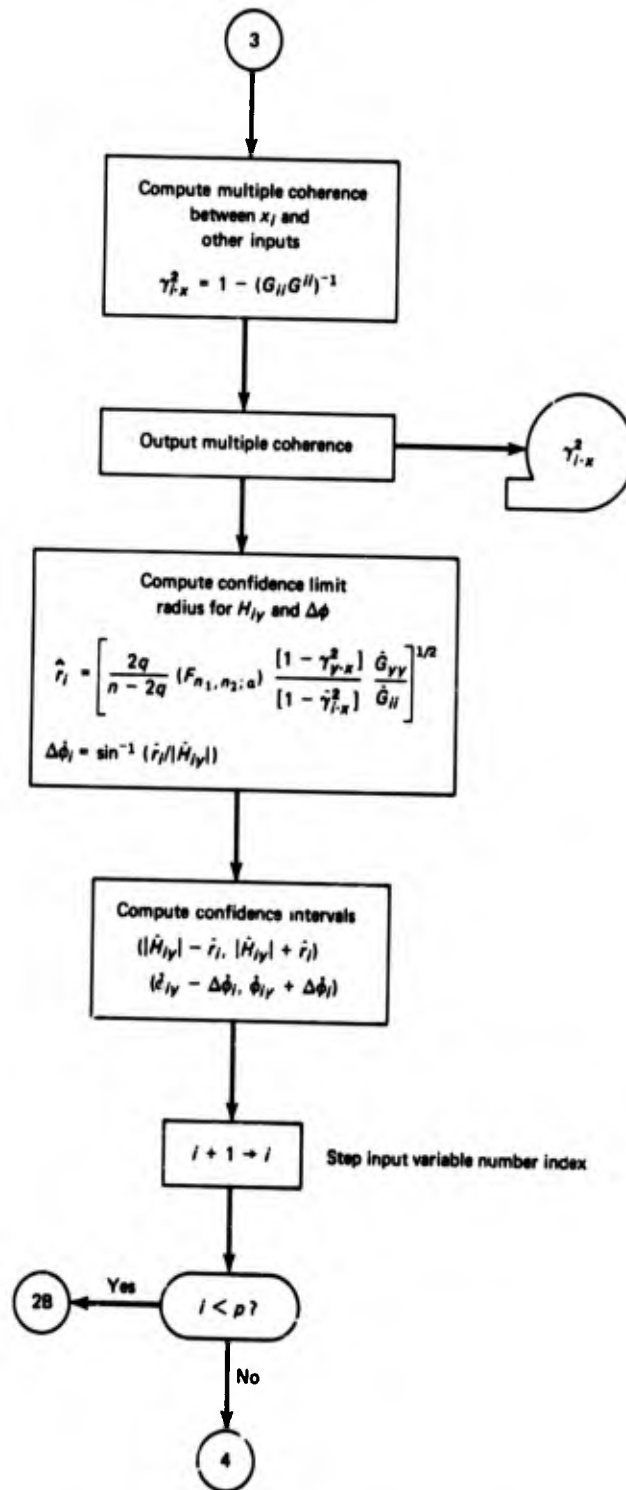 3
Compute multiple coherence
between x_i and
other inputs
γ²_{i·x} = 1 − (G_{ii}G^{ii})^{−1}
Output multiple coherence
γ²_{i·x}
Compute confidence limit
radius for H_{iy} and Δϕ
r̂_i = [ 2q / (n − 2q) (F_{n₁, n₂; a}) [1 − γ²_{y·x}] / [1 − γ̂²_{i·x}] Ĝ_{yy} / Ĝ_{ii} ]^{1/2}
Δϕ̂_i = sin^{−1} (r̂_i/|Ĥ_{iy}|)
Compute confidence intervals
(|Ĥ_{iy}| − r̂_i, |Ĥ_{iy}| + r̂_i)
(ϕ̂_{iy} − Δϕ̂_i, ϕ̂_{iy} + Δϕ̂_i)
i + 1 → i Step input variable number index
2B Yes i < p?
No
4